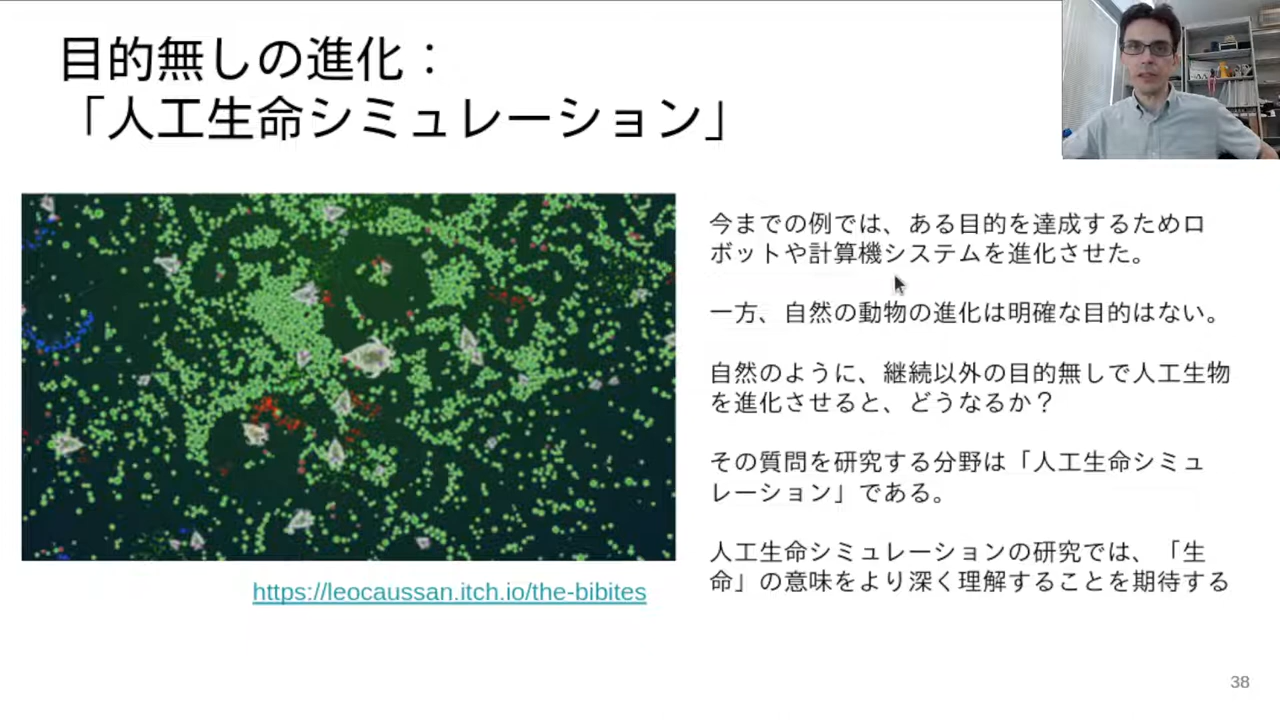 目的無しの進化：
「人工生命シミュレーション」
今までの例では、ある目的を達成するためロ
ボットや計算機システムを進化させた。
一方、自然の動物の進化は明確な目的はない。
自然のように、継続以外の目的無しで人工生物
を進化させると、どうなるか？
その質問を研究する分野は「人工生命シミュ
レーション」である。
人工生命シミュレーションの研究では、「生
命」の意味をより深く理解することを期待する
https://leocaussan.itch.io/the-bibites
38